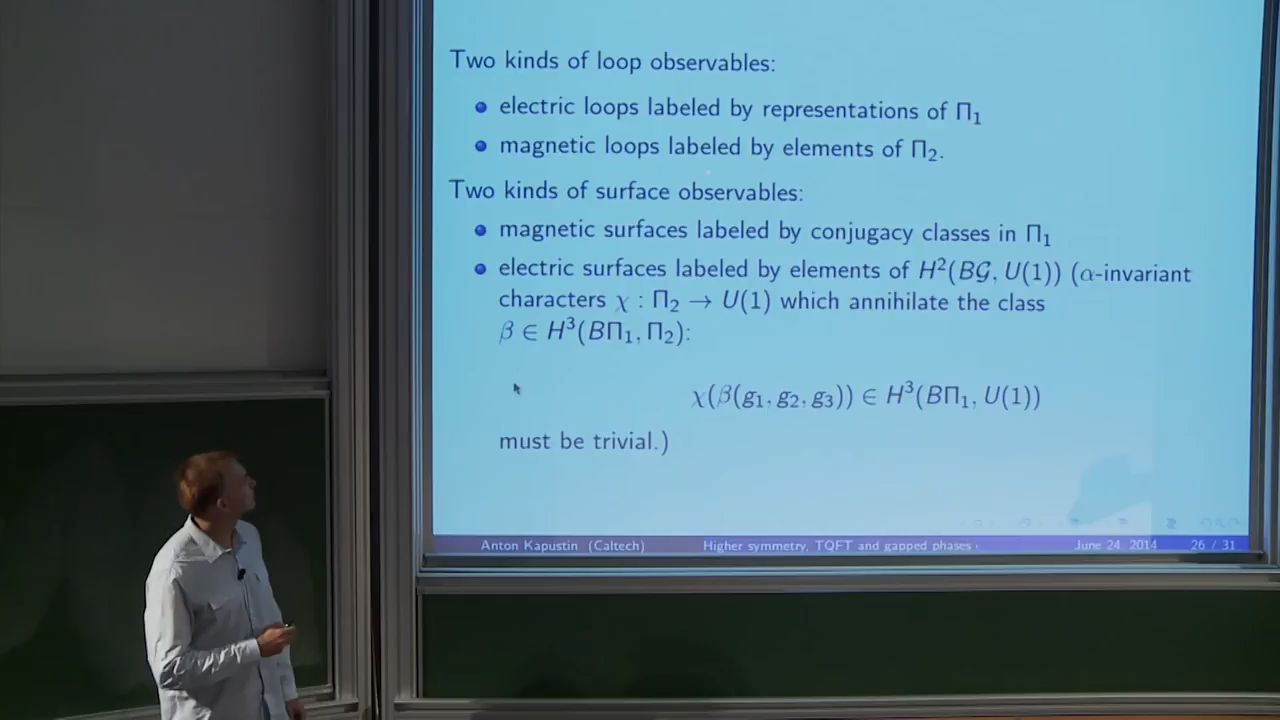 Two kinds of loop observables:
electric loops labeled by representations of Π₁
magnetic loops labeled by elements of Π₂.
Two kinds of surface observables:
magnetic surfaces labeled by conjugacy classes in Π₁
electric surfaces labeled by elements of H²(B𝒢, U(1)) (α-invariant
characters χ : Π₂ → U(1) which annihilate the class
β ∈ H³(BΠ₁, Π₂):
χ(β(g₁, g₂, g₃)) ∈ H³(BΠ₁, U(1))
must be trivial.)
Anton Kapustin (Caltech) Higher symmetry, TQFT and gapped phases June 24, 2014 26 / 31